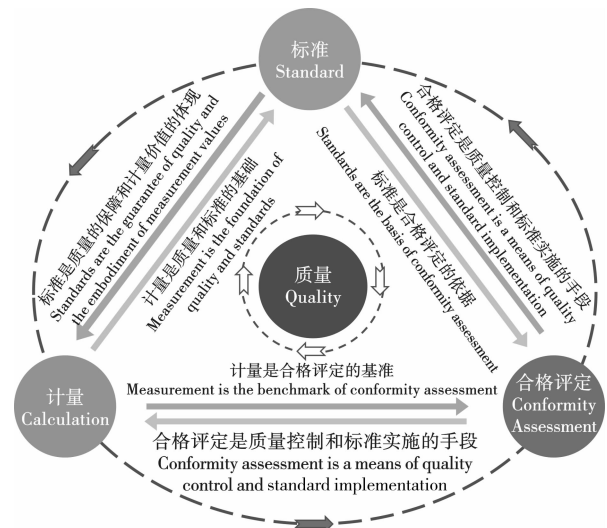 标准
Standard
标准是质量的保障和计量价值的体现
Standards are the guarantee of quality and
the embodiment of measurement values
计量是质量和标准的基础
Measurement is the foundation of
quality and standards
合格评定是质量控制和标准实施的手段
Conformity assessment is a means of quality
control and standard implementation
标准是合格评定的依据
Standards are the basis of conformity assessment
质量
Quality
计量
Calculation
计量是合格评定的基准
Measurement is the benchmark of conformity assessment
合格评定是质量控制和标准实施的手段
Conformity assessment is a means of quality
control and standard implementation
合格评定
Conformity
Assessment